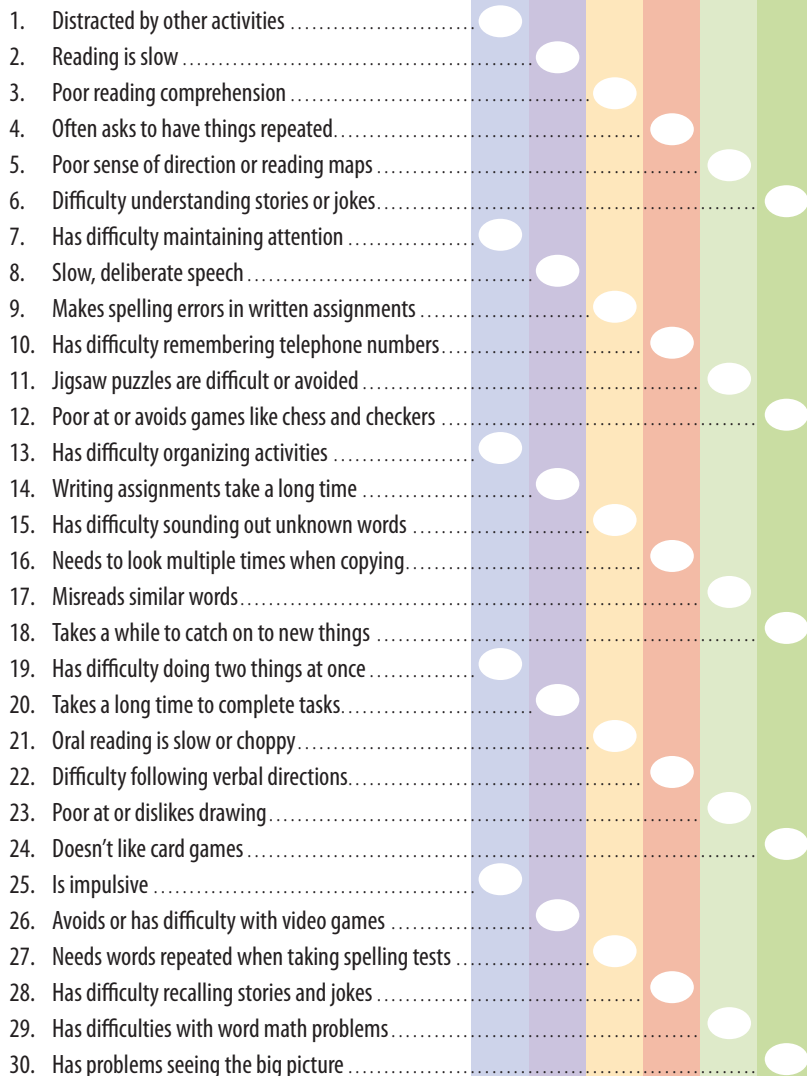 1. Distracted by other activities
2. Reading is slow
3. Poor reading comprehension
4. Often asks to have things repeated
5. Poor sense of direction or reading maps
6. Difficulty understanding stories or jokes
7. Has difficulty maintaining attention
8. Slow, deliberate speech
9. Makes spelling errors in written assignments
10. Has difficulty remembering telephone numbers
11. Jigsaw puzzles are difficult or avoided
12. Poor at or avoids games like chess and checkers
13. Has difficulty organizing activities
14. Writing assignments take a long time
15. Has difficulty sounding out unknown words
16. Needs to look multiple times when copying
17. Misreads similar words
18. Takes a while to catch on to new things
19. Has difficulty doing two things at once
20. Takes a long time to complete tasks
21. Oral reading is slow or choppy
22. Difficulty following verbal directions
23. Poor at or dislikes drawing
24. Doesn't like card games
25. Is impulsive
26. Avoids or has difficulty with video games
27. Needs words repeated when taking spelling tests
28. Has difficulty recalling stories and jokes
29. Has difficulties with word math problems
30. Has problems seeing the big picture